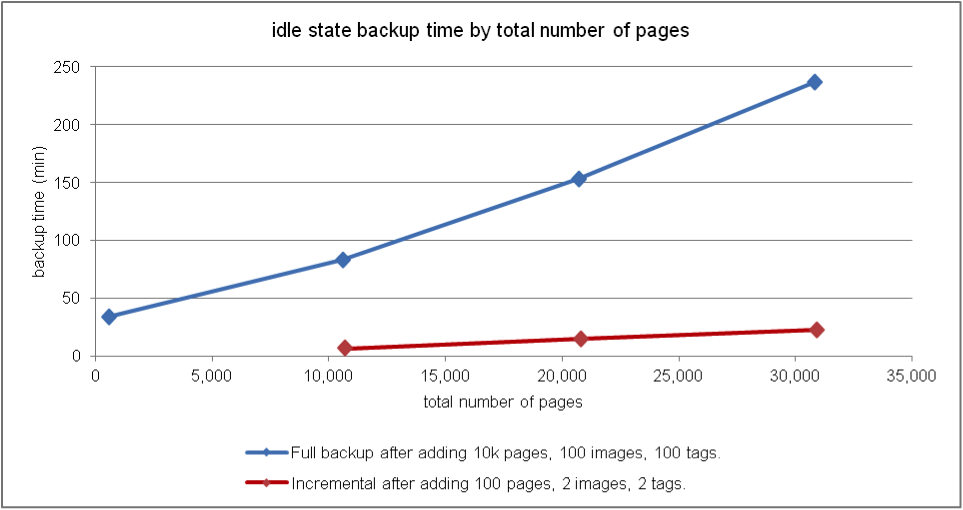 idle state backup time by total number of pages
250
200
150
100
50
0
backup time (min)
0 5,000 10,000 15,000 20,000 25,000 30,000 35,000
total number of pages
Full backup after adding 10k pages, 100 images, 100 tags.
Incremental after adding 100 pages, 2 images, 2 tags.